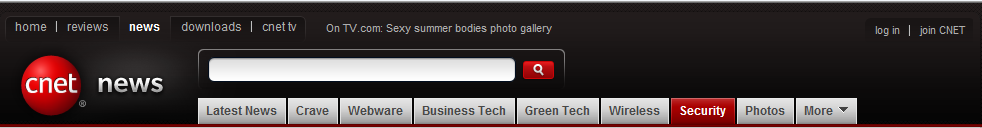 home | reviews news downloads | cnet tv On TV.com: Sexy summer bodies photo gallery log in | join CNET
cnet® news
Latest News Crave Webware Business Tech Green Tech Wireless Security Photos More